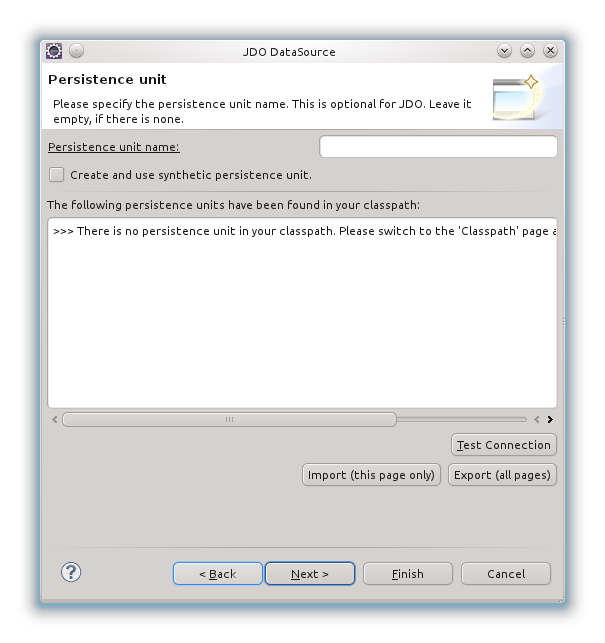 JDO DataSource
Persistence unit
Please specify the persistence unit name. This is optional for JDO. Leave it
empty, if there is none.
Persistence unit name:
Create and use synthetic persistence unit.
The following persistence units have been found in your classpath:
>>> There is no persistence unit in your classpath. Please switch to the 'Classpath' page a
Test Connection
Import (this page only)
Export (all pages)
?
< Back
Next >
Finish
Cancel